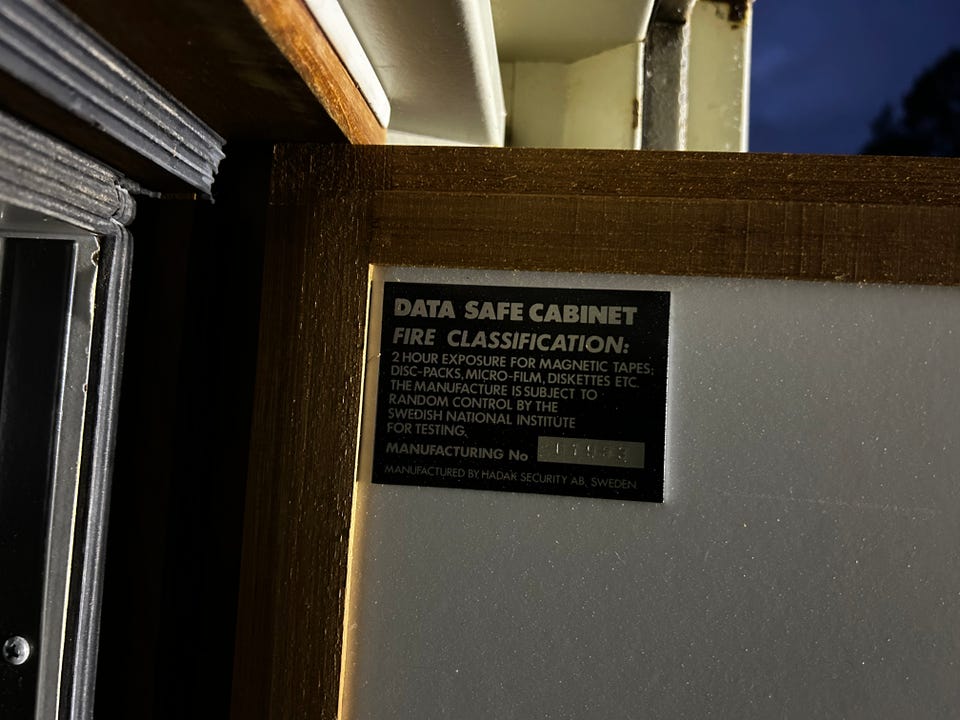 DATA SAFE CABINET
FIRE CLASSIFICATION:
2 HOUR EXPOSURE FOR MAGNETIC TAPES;
DISC-PACKS, MICRO-FILM, DISKETTES ETC.
THE MANUFACTURE IS SUBJECT TO
RANDOM CONTROL BY THE
SWEDISH NATIONAL INSTITUTE
FOR TESTING.
MANUFACTURING No
MANUFACTURED BY HADAK SECURITY AB, SWEDEN.